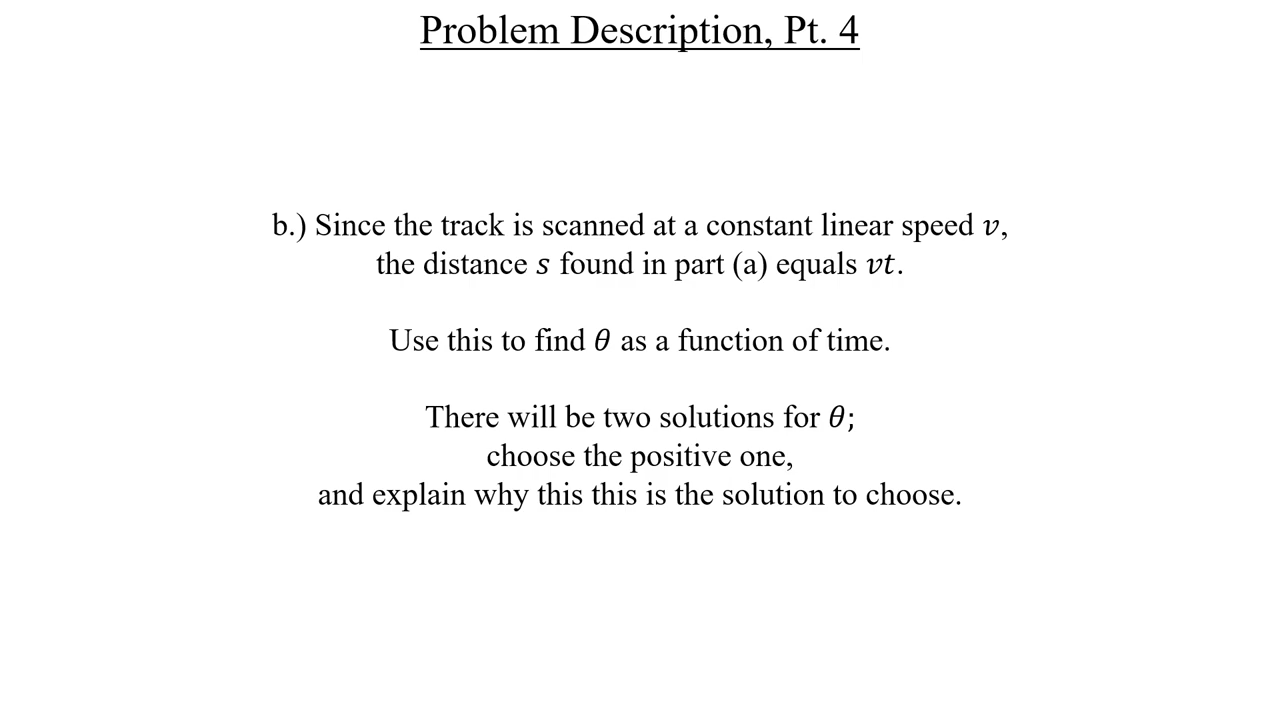 Problem Description, Pt. 4
b.) Since the track is scanned at a constant linear speed 𝑣,
the distance 𝑠 found in part (a) equals 𝑣𝑡.
Use this to find 𝜃 as a function of time.
There will be two solutions for 𝜃;
choose the positive one,
and explain why this this is the solution to choose.